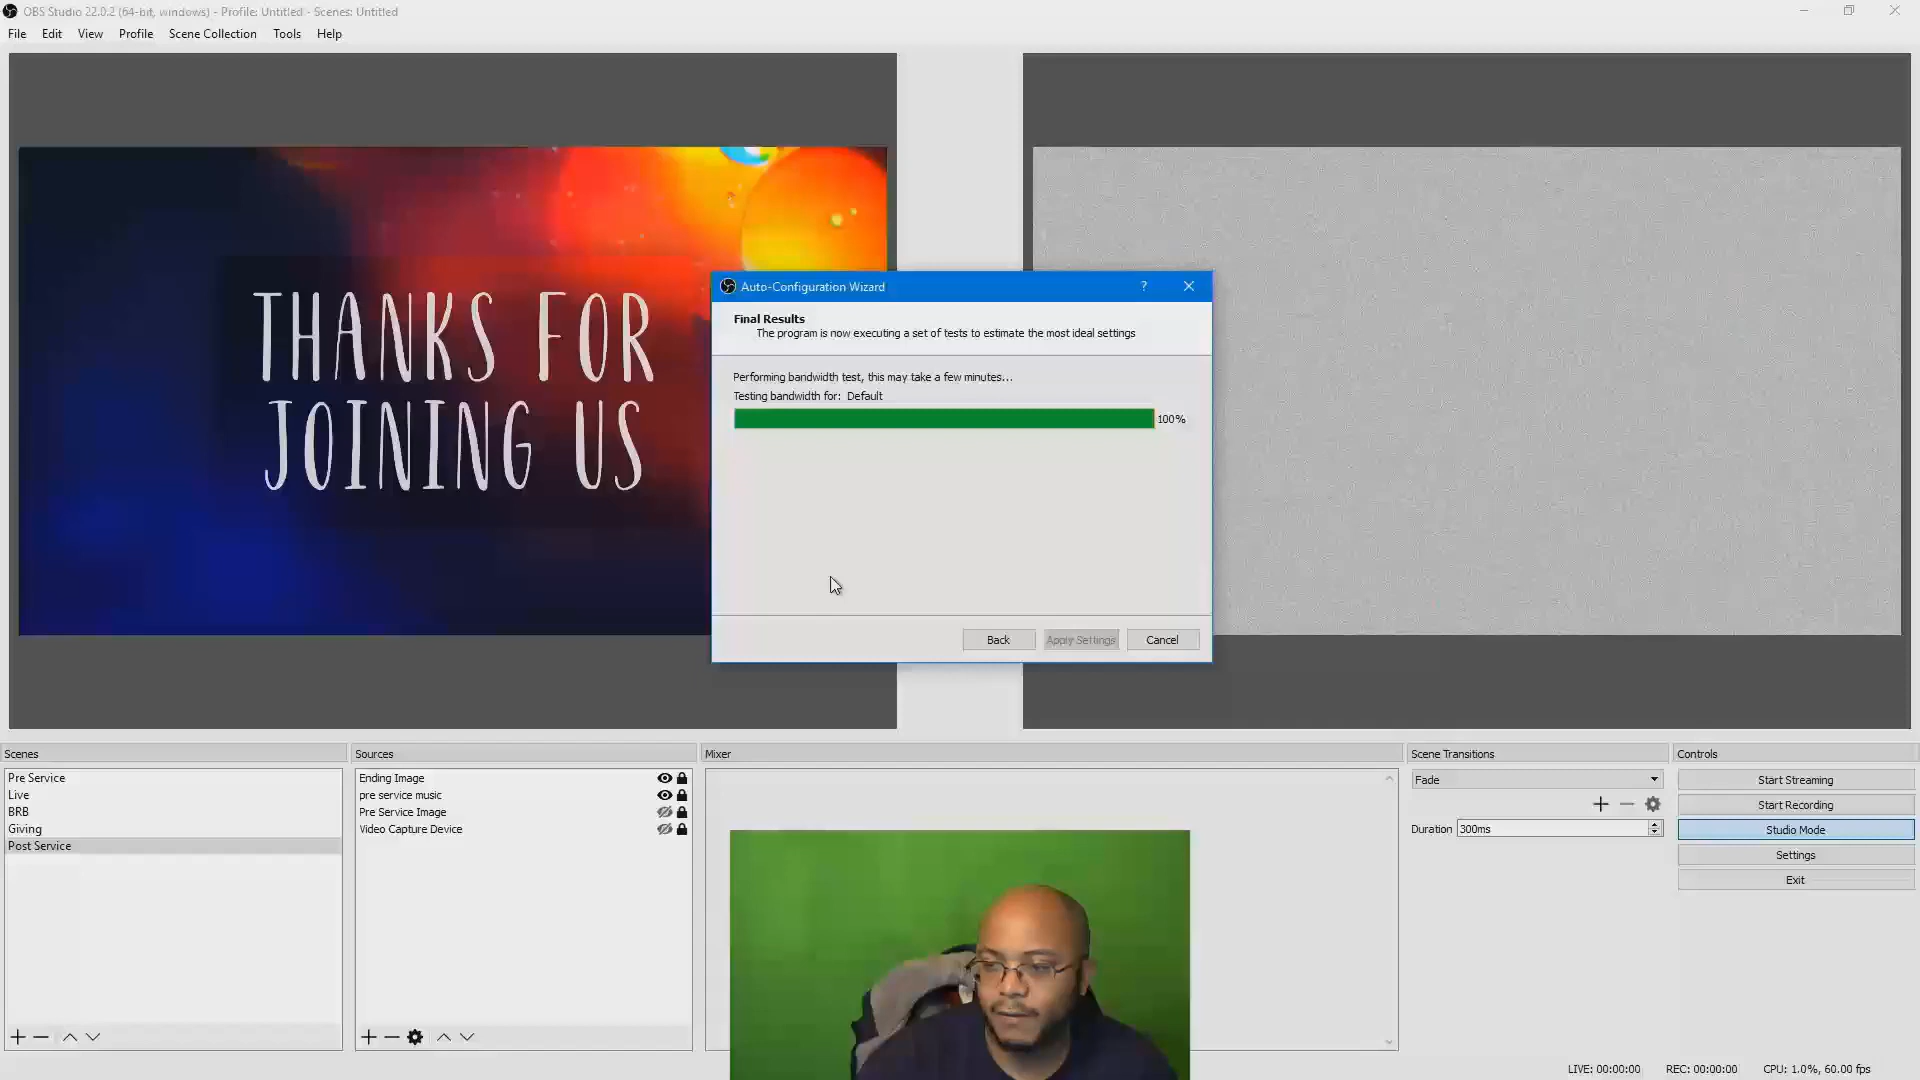 OBS Studio 22.0.2 (64-bit, windows) - Profile: Untitled - Scenes: Untitled
File Edit View Profile Scene Collection Tools Help
THANKS FOR
JOINING US
Auto-Configuration Wizard
?
Final Results
The program is now executing a set of tests to estimate the most ideal settings
Performing bandwidth test, this may take a few minutes...
Testing bandwidth for: Default
100%
Back Apply Settings Cancel
Scenes
Pre Service
Live
BRB
Giving
Post Service
Sources
Ending Image
pre service music
Pre Service Image
Video Capture Device
Mixer
Scene Transitions
Fade
Duration 300ms
Controls
Start Streaming
Start Recording
Studio Mode
Settings
Exit
LIVE: 00:00:00 REC: 00:00:00 CPU: 1.0%, 60.00 fps